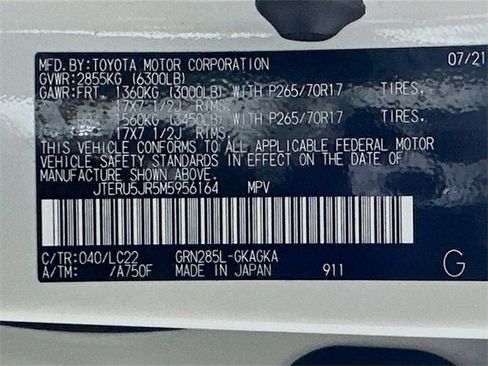 MFD.BY:TOYOTA MOTOR CORPORATION 07/21
GVWR:2855KG (6300LB)
GAWR:FRT. 1360KG (3000LB) WITH P265/70R17 TIRES,
17X7 1/2J RIMS.
RR. 1560KG (3450LB) WITH P265/70R17 TIRES,
17X7 1/2J RIMS.
THIS VEHICLE CONFORMS TO ALL APPLICABLE FEDERAL MOTOR
VEHICLE SAFETY STANDARDS IN EFFECT ON THE DATE OF
MANUFACTURE SHOWN ABOVE.
JTERU5JR5M5956164 MPV
C/TR:040/LC22 GRN285L-GKAGKA
A/TM: /A750F MADE IN JAPAN 911 G